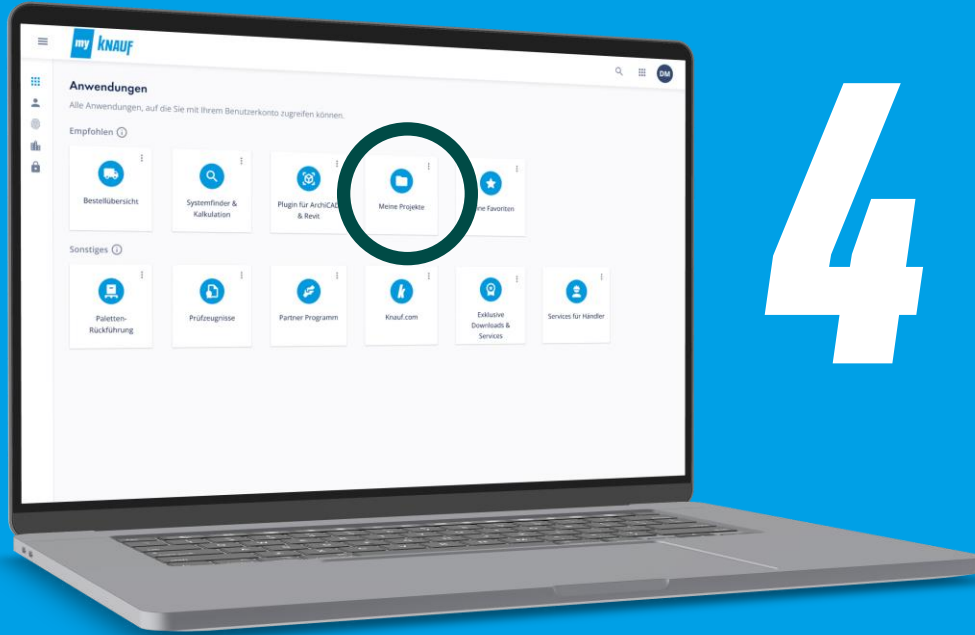 my KNAUF
DM
Anwendungen
Alle Anwendungen, auf die Sie mit Ihrem Benutzerkonto zugreifen können.
Empfohlen
Bestellübersicht
Systemfinder &
Kalkulation
Plugin für ArchiCAD
& Revit
Meine Projekte
ne Favoriten
Sonstiges
Paletten-
Rückführung
Prüfzeugnisse
Partner Programm
k
Knauf.com
Exklusive
Downloads &
Services
Services für Händler
4